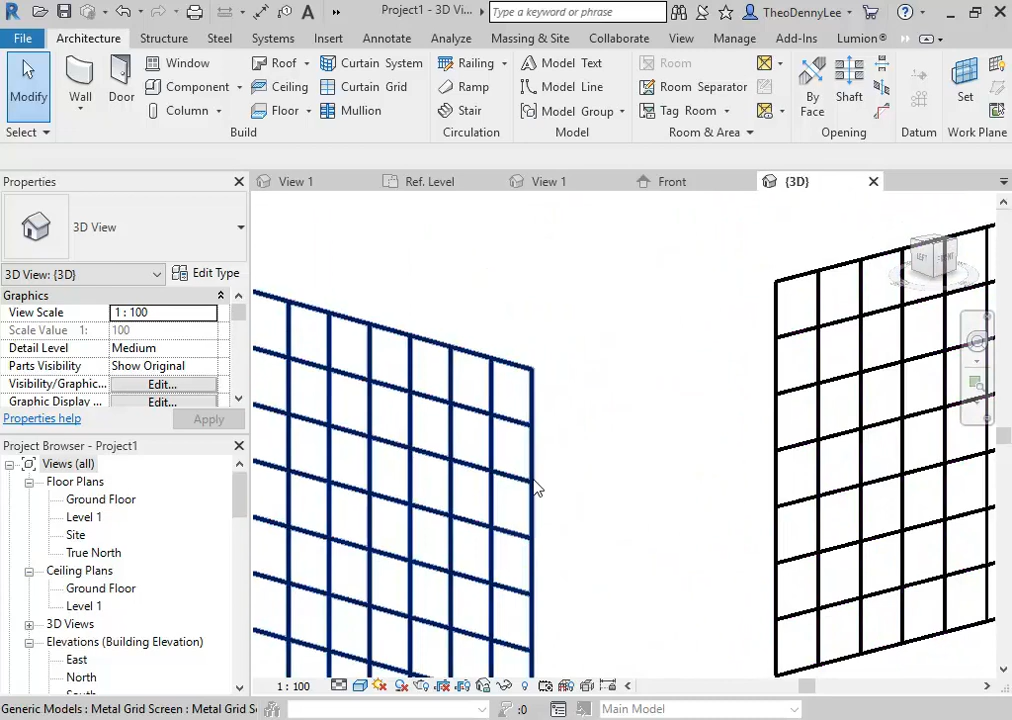 Project1 - 3D Vi...
Type a keyword or phrase
TheoDennyLee
File
Architecture
Structure
Steel
Systems
Insert
Annotate
Analyze
Massing & Site
Collaborate
View
Manage
Add-Ins
Lumion®
Modify
Wall
Door
Window
Component
Column
Roof
Ceiling
Floor
Curtain System
Curtain Grid
Mullion
Railing
Ramp
Stair
Model Text
Model Line
Model Group
Room
Room Separator
Tag Room
By
Face
Shaft
Set
Select
Build
Circulation
Model
Room & Area
Opening
Datum
Work Plane
Properties
View 1
Ref. Level
View 1
Front
{3D}
3D View
3D View: {3D}
Edit Type
Graphics
View Scale
1 : 100
Scale Value 1:
100
Detail Level
Medium
Parts Visibility
Show Original
Visibility/Graphic...
Edit...
Graphic Display ...
Edit...
Properties help
Apply
Project Browser - Project1
Views (all)
Floor Plans
Ground Floor
Level 1
Site
True North
Ceiling Plans
Ground Floor
Level 1
3D Views
Elevations (Building Elevation)
East
North
LEFT
FRONT
1 : 100
Generic Models : Metal Grid Screen : Metal Grid S
:0
Main Model